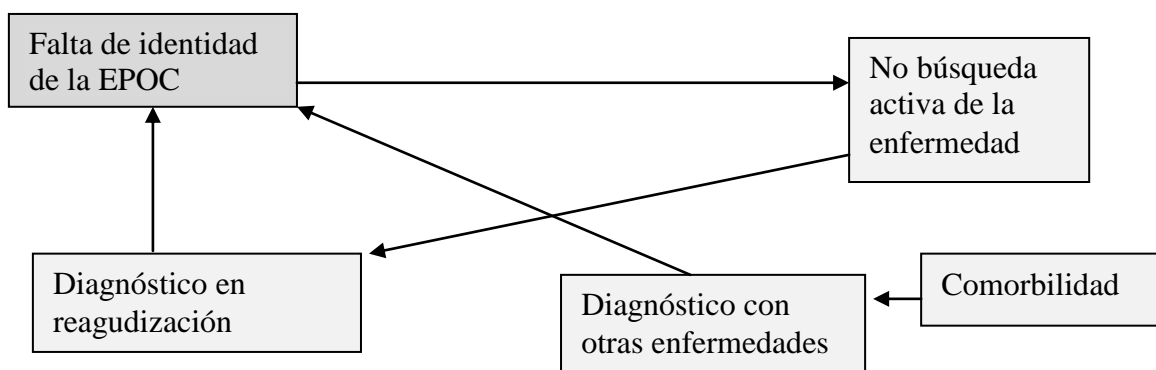 Falta de identidad
de la EPOC
No búsqueda
activa de la
enfermedad
Diagnóstico en
reagudización
Diagnóstico con
otras enfermedades
Comorbilidad